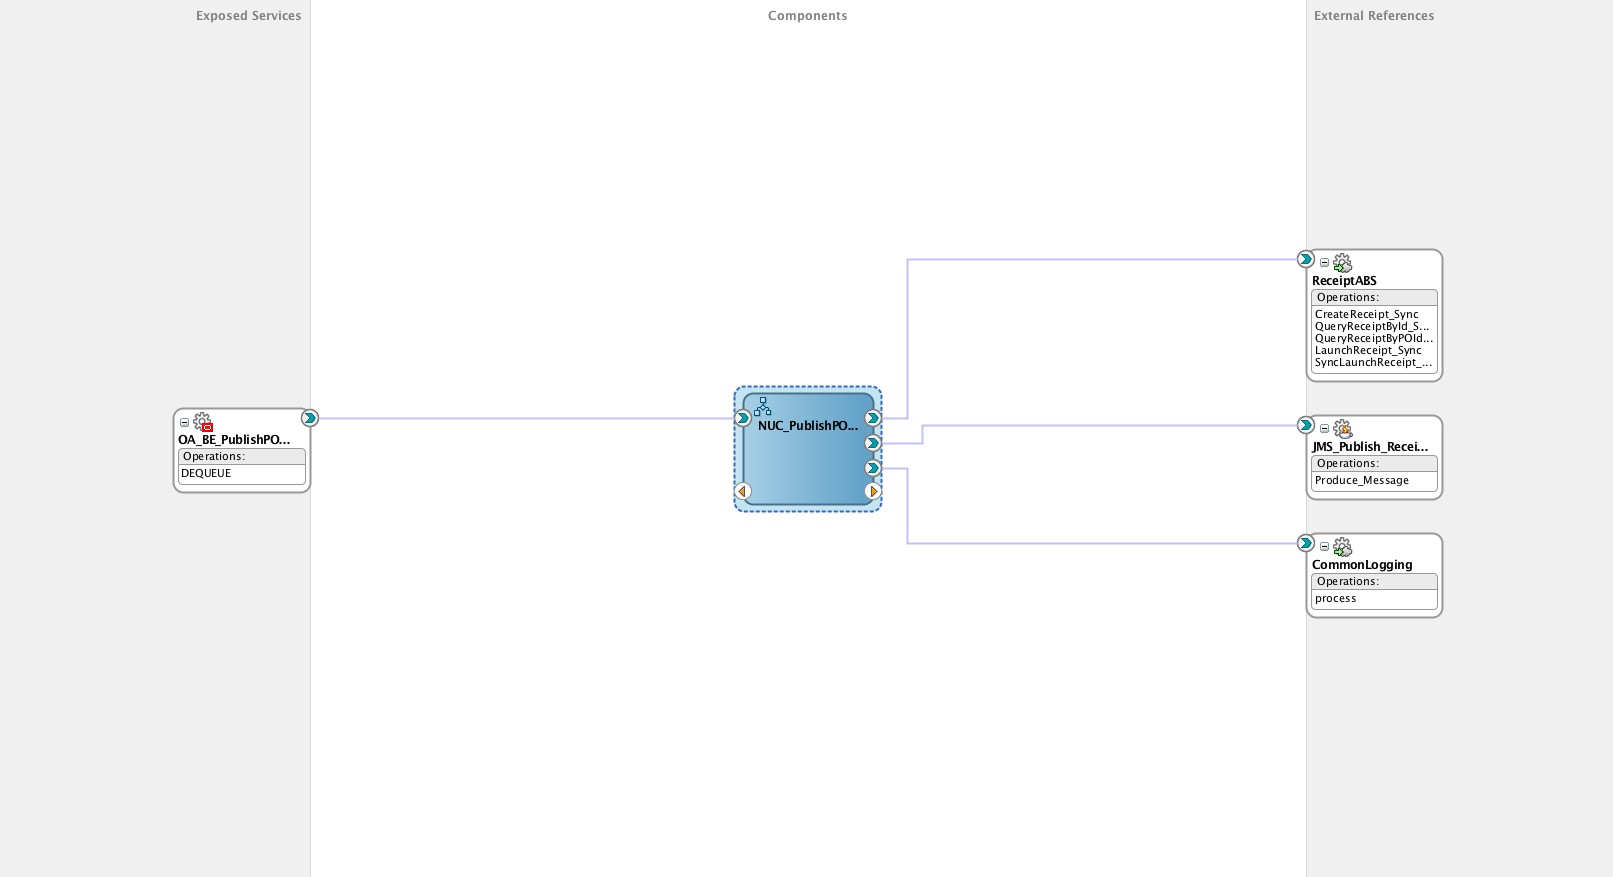 Exposed Services
Components
External References
OA_BE_PublishPO...
Operations:
DEQUEUE
NUC_PublishPO...
ReceiptABS
Operations:
CreateReceipt_Sync
QueryReceiptById_S...
QueryReceiptByPOId...
LaunchReceipt_Sync
SyncLaunchReceipt_...
JMS_Publish_Recei...
Operations:
Produce_Message
CommonLogging
Operations:
process